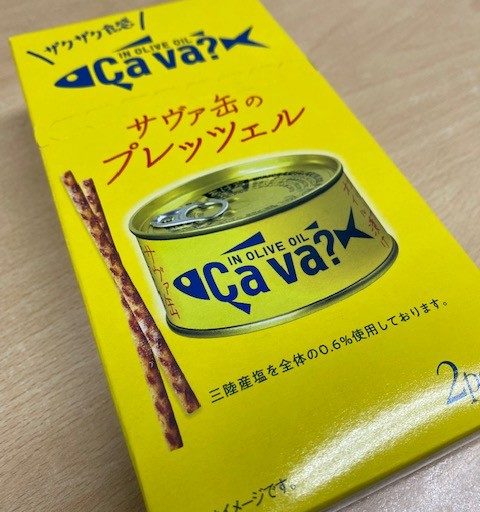 ザクザク食感
IN OLIVE OIL
Ça va?
サヴァ缶の
プレッツェル
IN OLIVE OIL
Ça va?
三陸産塩を全体の0.6%使用しております。
2p
イメージです。